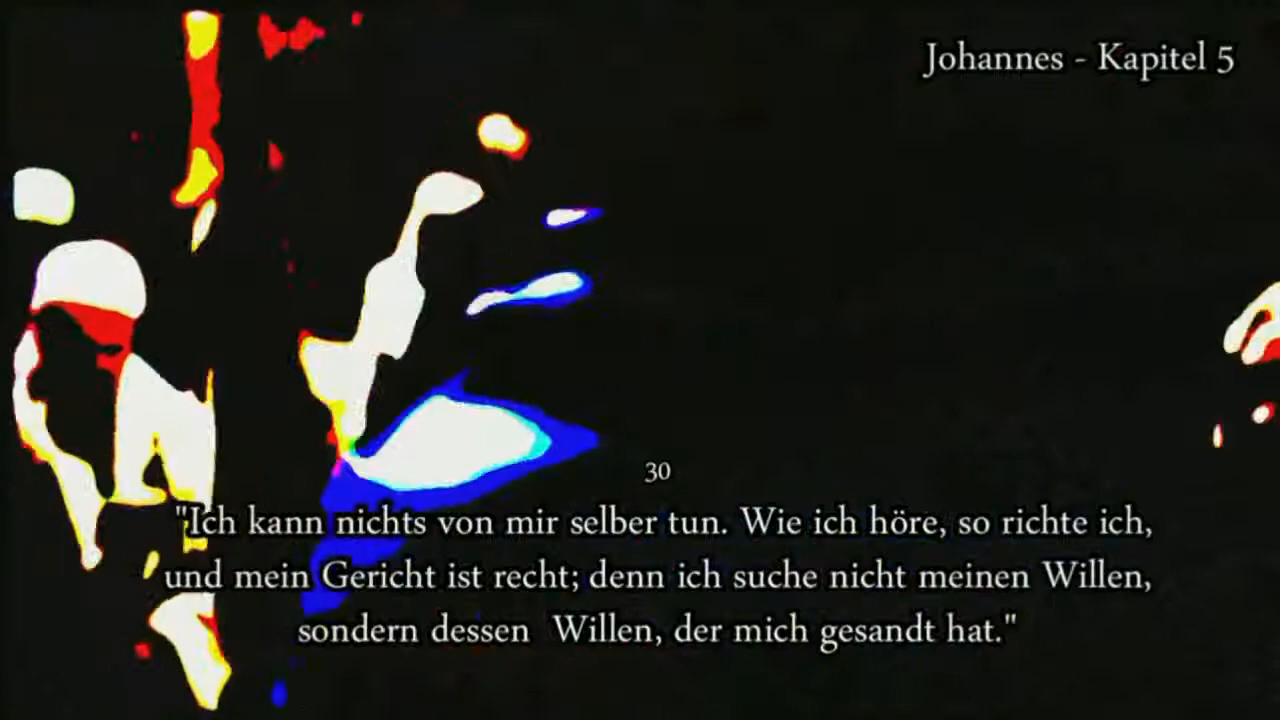 Johannes - Kapitel 5
30
"Ich kann nichts von mir selber tun. Wie ich höre, so richte ich,
und mein Gericht ist recht; denn ich suche nicht meinen Willen,
sondern dessen  Willen, der mich gesandt hat."